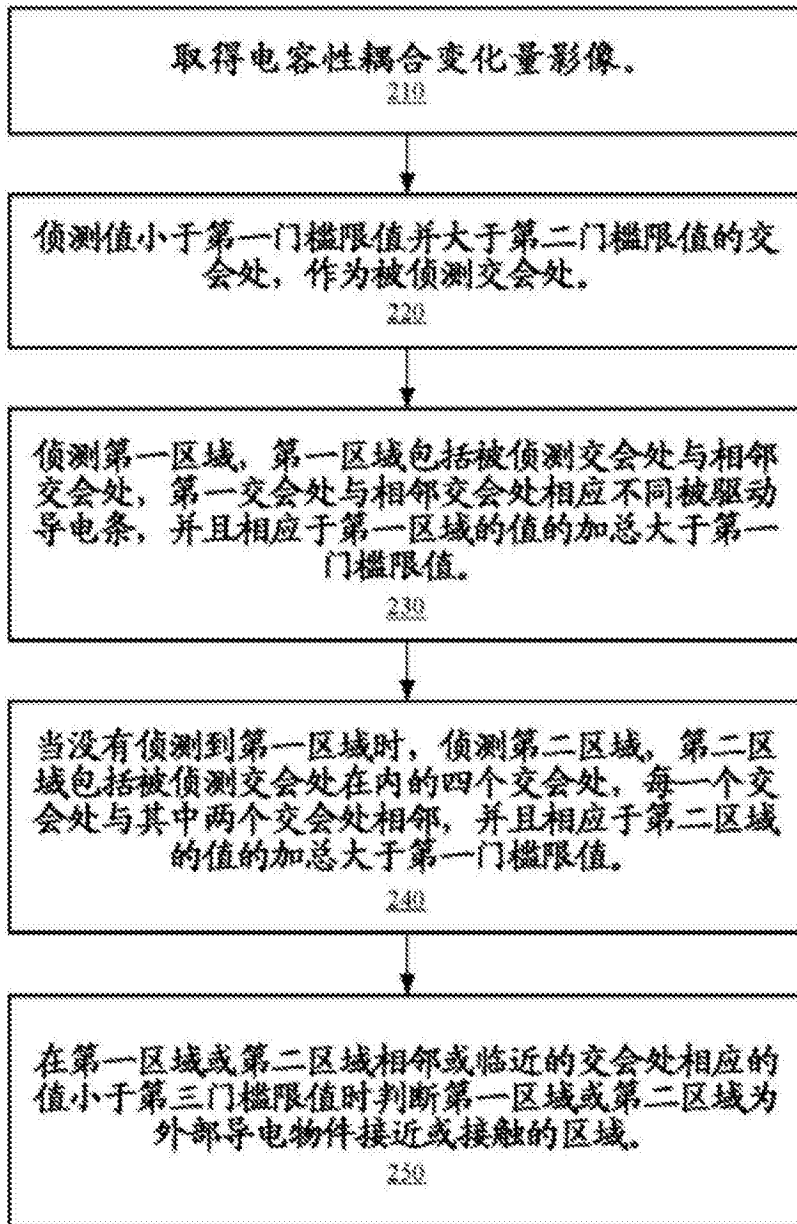 取得电容性耦合变化量影像。
210
侦测值小于第一门槛限值并大于第二门槛限值的交
会处，作为被侦测交会处。
220
侦测第一区域，第一区域包括被侦测交会处与相邻
交会处，第一交会处与相邻交会处相应不同被驱动
导电条，并且相应于第一区域的值的加总大于第一
门槛限值。
230
当没有侦测到第一区域时，侦测第二区域，第二区
域包括被侦测交会处在内的四个交会处，每一个交
会处与其中两个交会处相邻，并且相应于第二区域
的值的加总大于第一门槛限值。
240
在第一区域或第二区域相邻或临近的交会处相应的
值小于第三门槛限值时判断第一区域或第二区域为
外部导电物件接近或接触的区域。
250